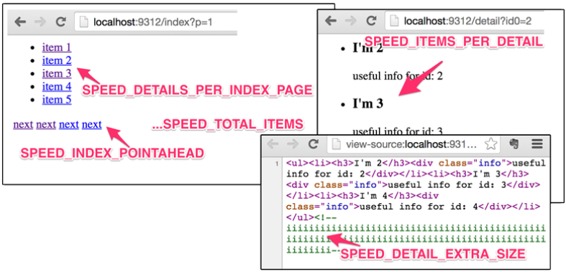 localhost:9312/index?p=1
item 1
item 2
item 3
item 4
item 5
SPEED_DETAILS_PER_INDEX_PAGE
next next next next
...SPEED_TOTAL_ITEMS
SPEED_INDEX_POINTAHEAD
localhost:9312/detail?id0=2
I'm 2
SPEED_ITEMS_PER_DETAIL
useful info for id: 2
I'm 3
useful info for id: 3
view-source:localhost:931...
1
<ul><li><h3>I'm 2</h3><div class="info">useful
info for id: 2</div></li><li><h3>I'm 3</h3>
<div class="info">useful info for id: 3</div>
</li><li><h3>I'm 4</h3><div
class="info">useful info for id: 4</div></li>
</ul><!--
SPEED_DETAIL_EXTRA_SIZE